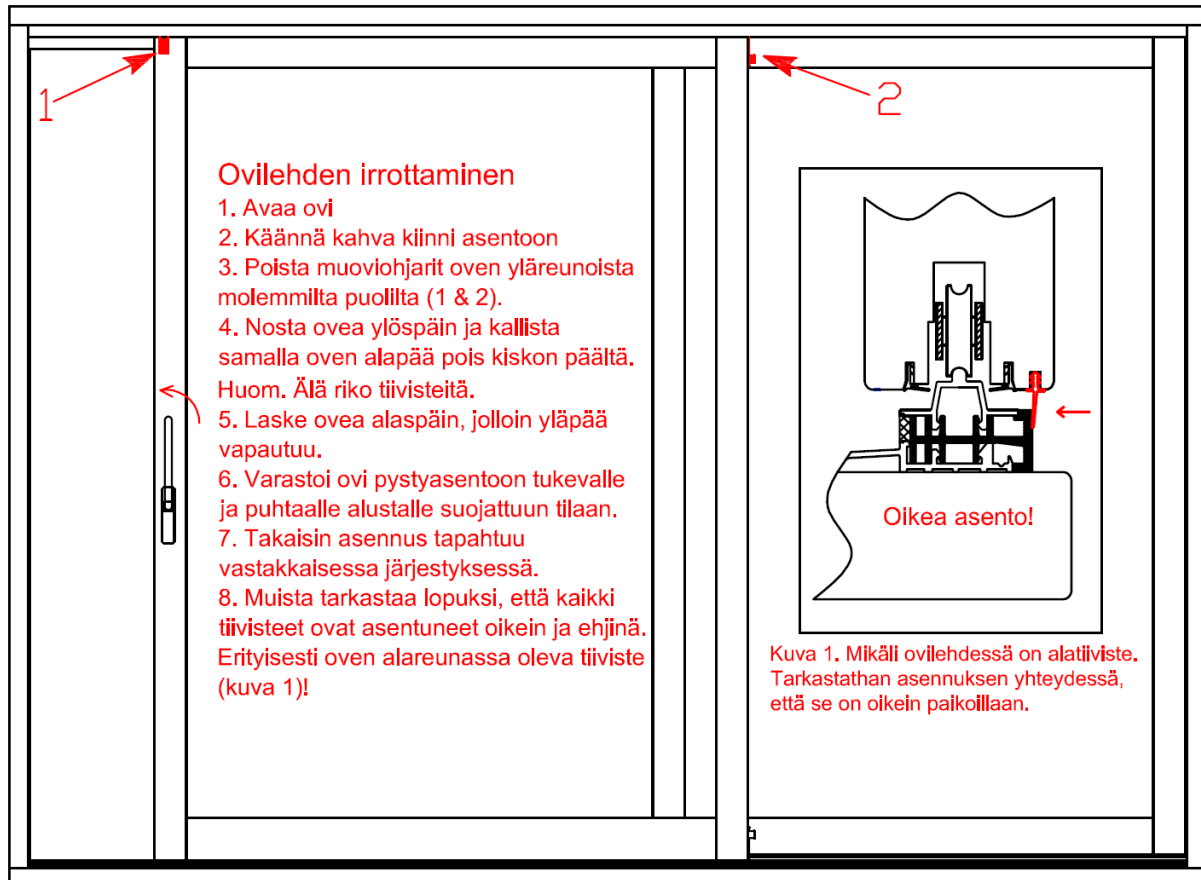 1
2
Ovilehden irrottaminen
1. Avaa ovi
2. Käännä kahva kiinni asentoon
3. Poista muoviohjarit oven yläreunoista
molemmilta puolilta (1 & 2).
4. Nosta ovea ylöspäin ja kallista
samalla oven alapää pois kiskon päältä.
Huom. Älä riko tiivisteitä.
5. Laske ovea alaspäin, jolloin yläpää
vapautuu.
6. Varastoi ovi pystyasentoon tukevalle
ja puhtaalle alustalle suojattuun tilaan.
7. Takaisin asennus tapahtuu
vastakkaisessa järjestyksessä.
8. Muista tarkastaa lopuksi, että kaikki
tiivisteet ovat asentuneet oikein ja ehjinä.
Erityisesti oven alareunassa oleva tiiviste
(kuva 1)!
Oikea asento!
Kuva 1. Mikäli ovilehdessä on alatiiviste.
Tarkastathan asennuksen yhteydessä,
että se on oikein paikoillaan.